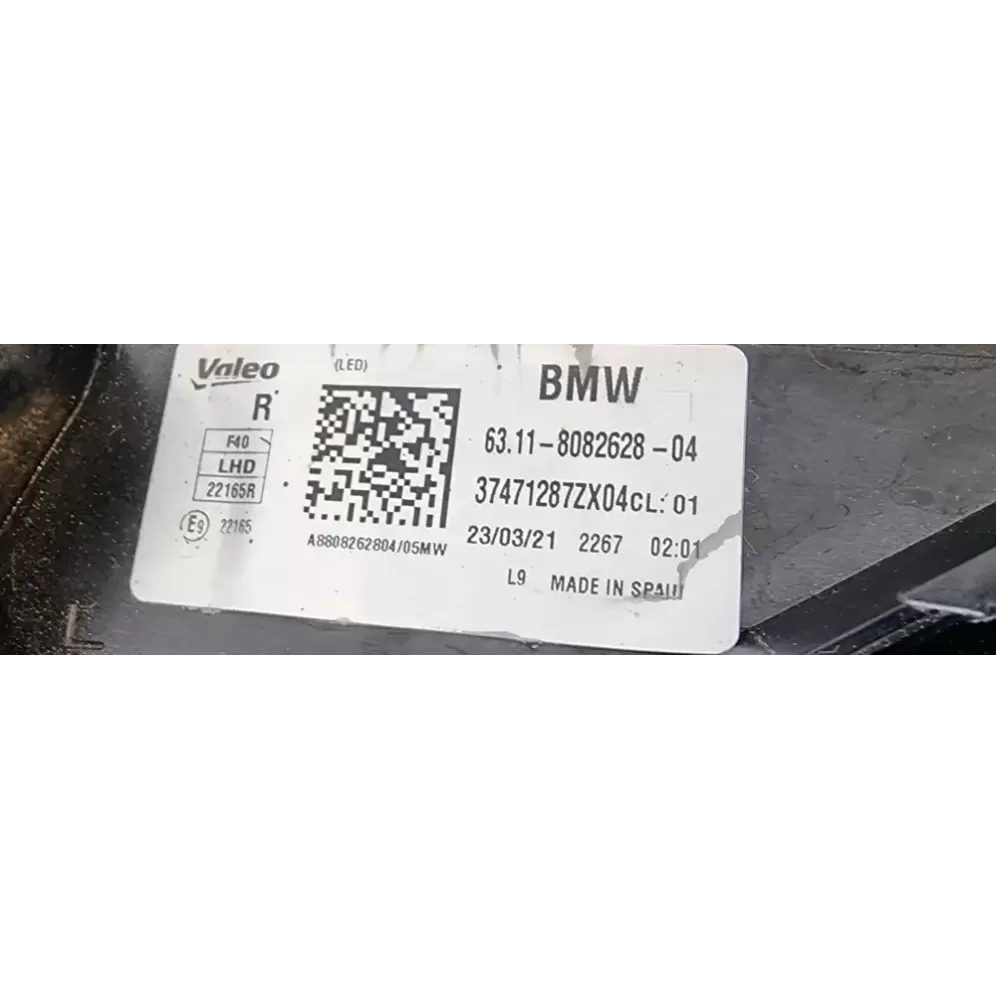 Valeo
(LED)
BMW
R
F40
LHD
22165R
E9 22165
63.11-8082628-04
37471287ZX04CL:01
A8808262804/05MW
23/03/21 2267 02:01
L9 MADE IN SPAIN